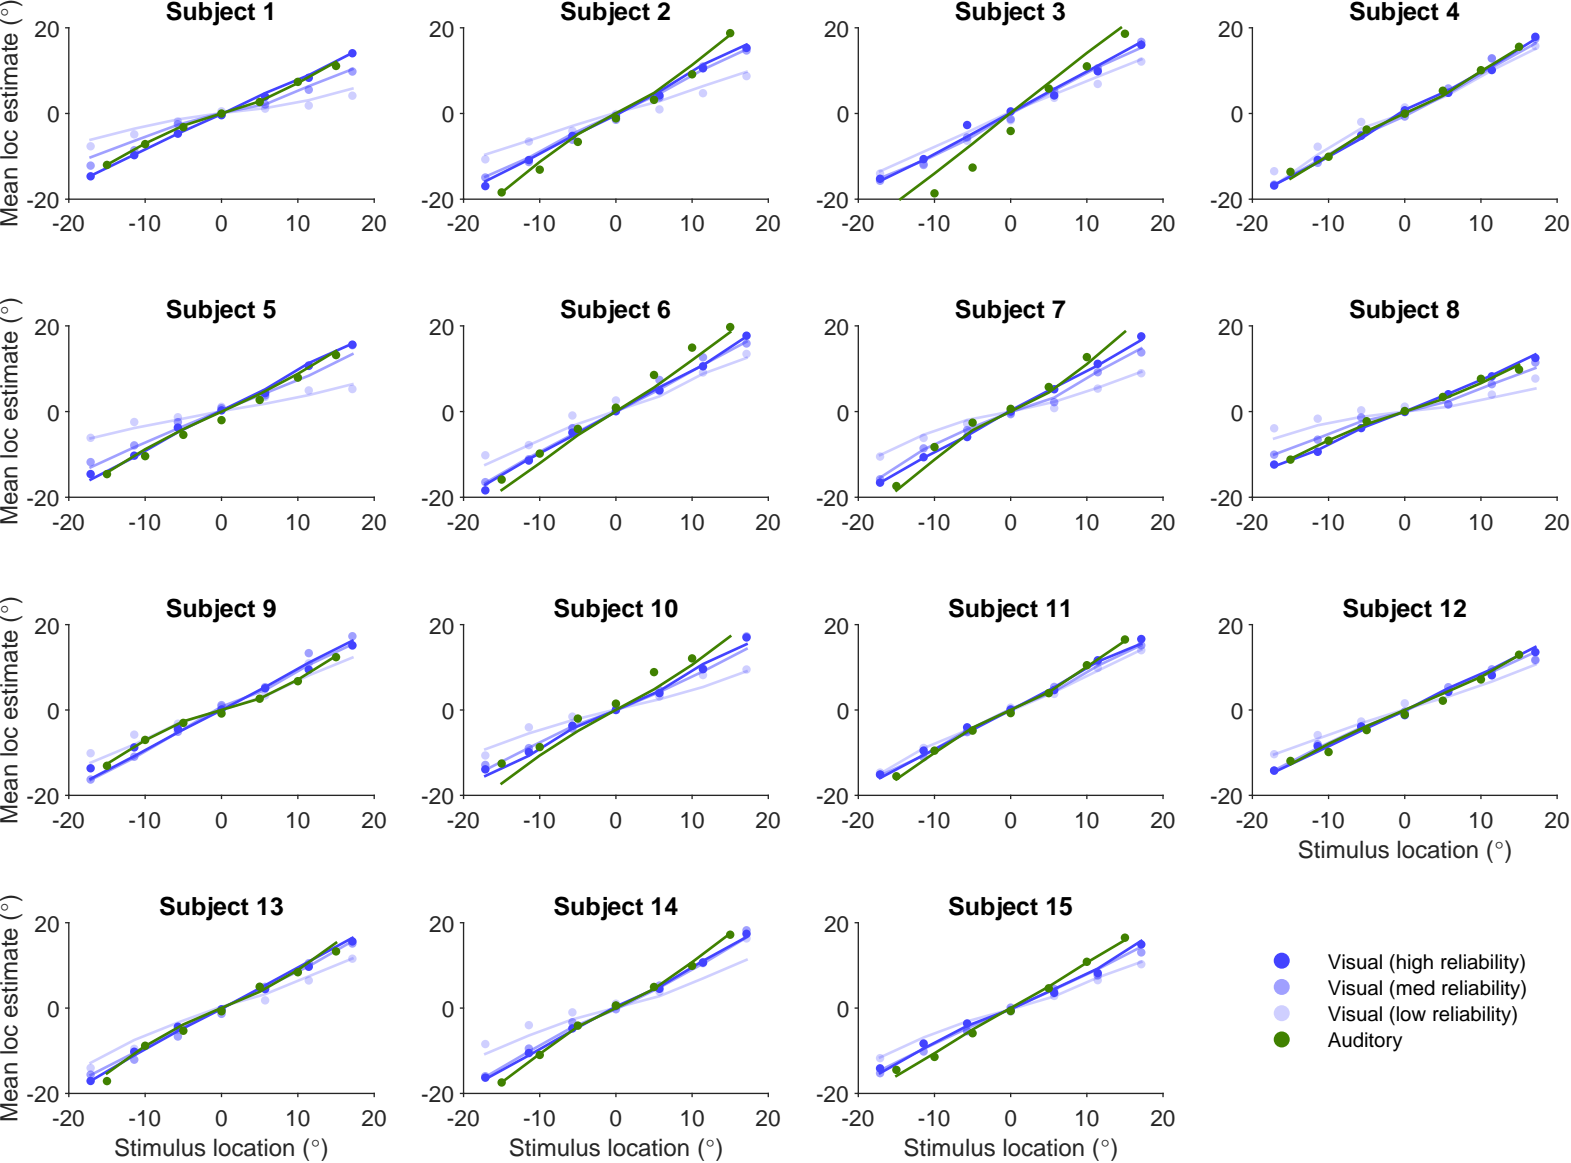 Subject 1
Subject 2
Subject 3
Subject 4
Mean loc estimate (°)
20
0
-20
-20 -10 0 10 20
20
0
-20
-20 -10 0 10 20
20
0
-20
-20 -10 0 10 20
20
0
-20
-20 -10 0 10 20
Subject 5
Subject 6
Subject 7
Subject 8
Mean loc estimate (°)
20
0
-20
-20 -10 0 10 20
20
0
-20
-20 -10 0 10 20
20
0
-20
-20 -10 0 10 20
20
0
-20
-20 -10 0 10 20
Subject 9
Subject 10
Subject 11
Subject 12
Mean loc estimate (°)
20
0
-20
-20 -10 0 10 20
20
0
-20
-20 -10 0 10 20
20
0
-20
-20 -10 0 10 20
20
0
-20
-20 -10 0 10 20
Stimulus location (°)
Subject 13
Subject 14
Subject 15
Mean loc estimate (°)
20
0
-20
-20 -10 0 10 20
Stimulus location (°)
20
0
-20
-20 -10 0 10 20
Stimulus location (°)
20
0
-20
-20 -10 0 10 20
Stimulus location (°)
Visual (high reliability)
Visual (med reliability)
Visual (low reliability)
Auditory